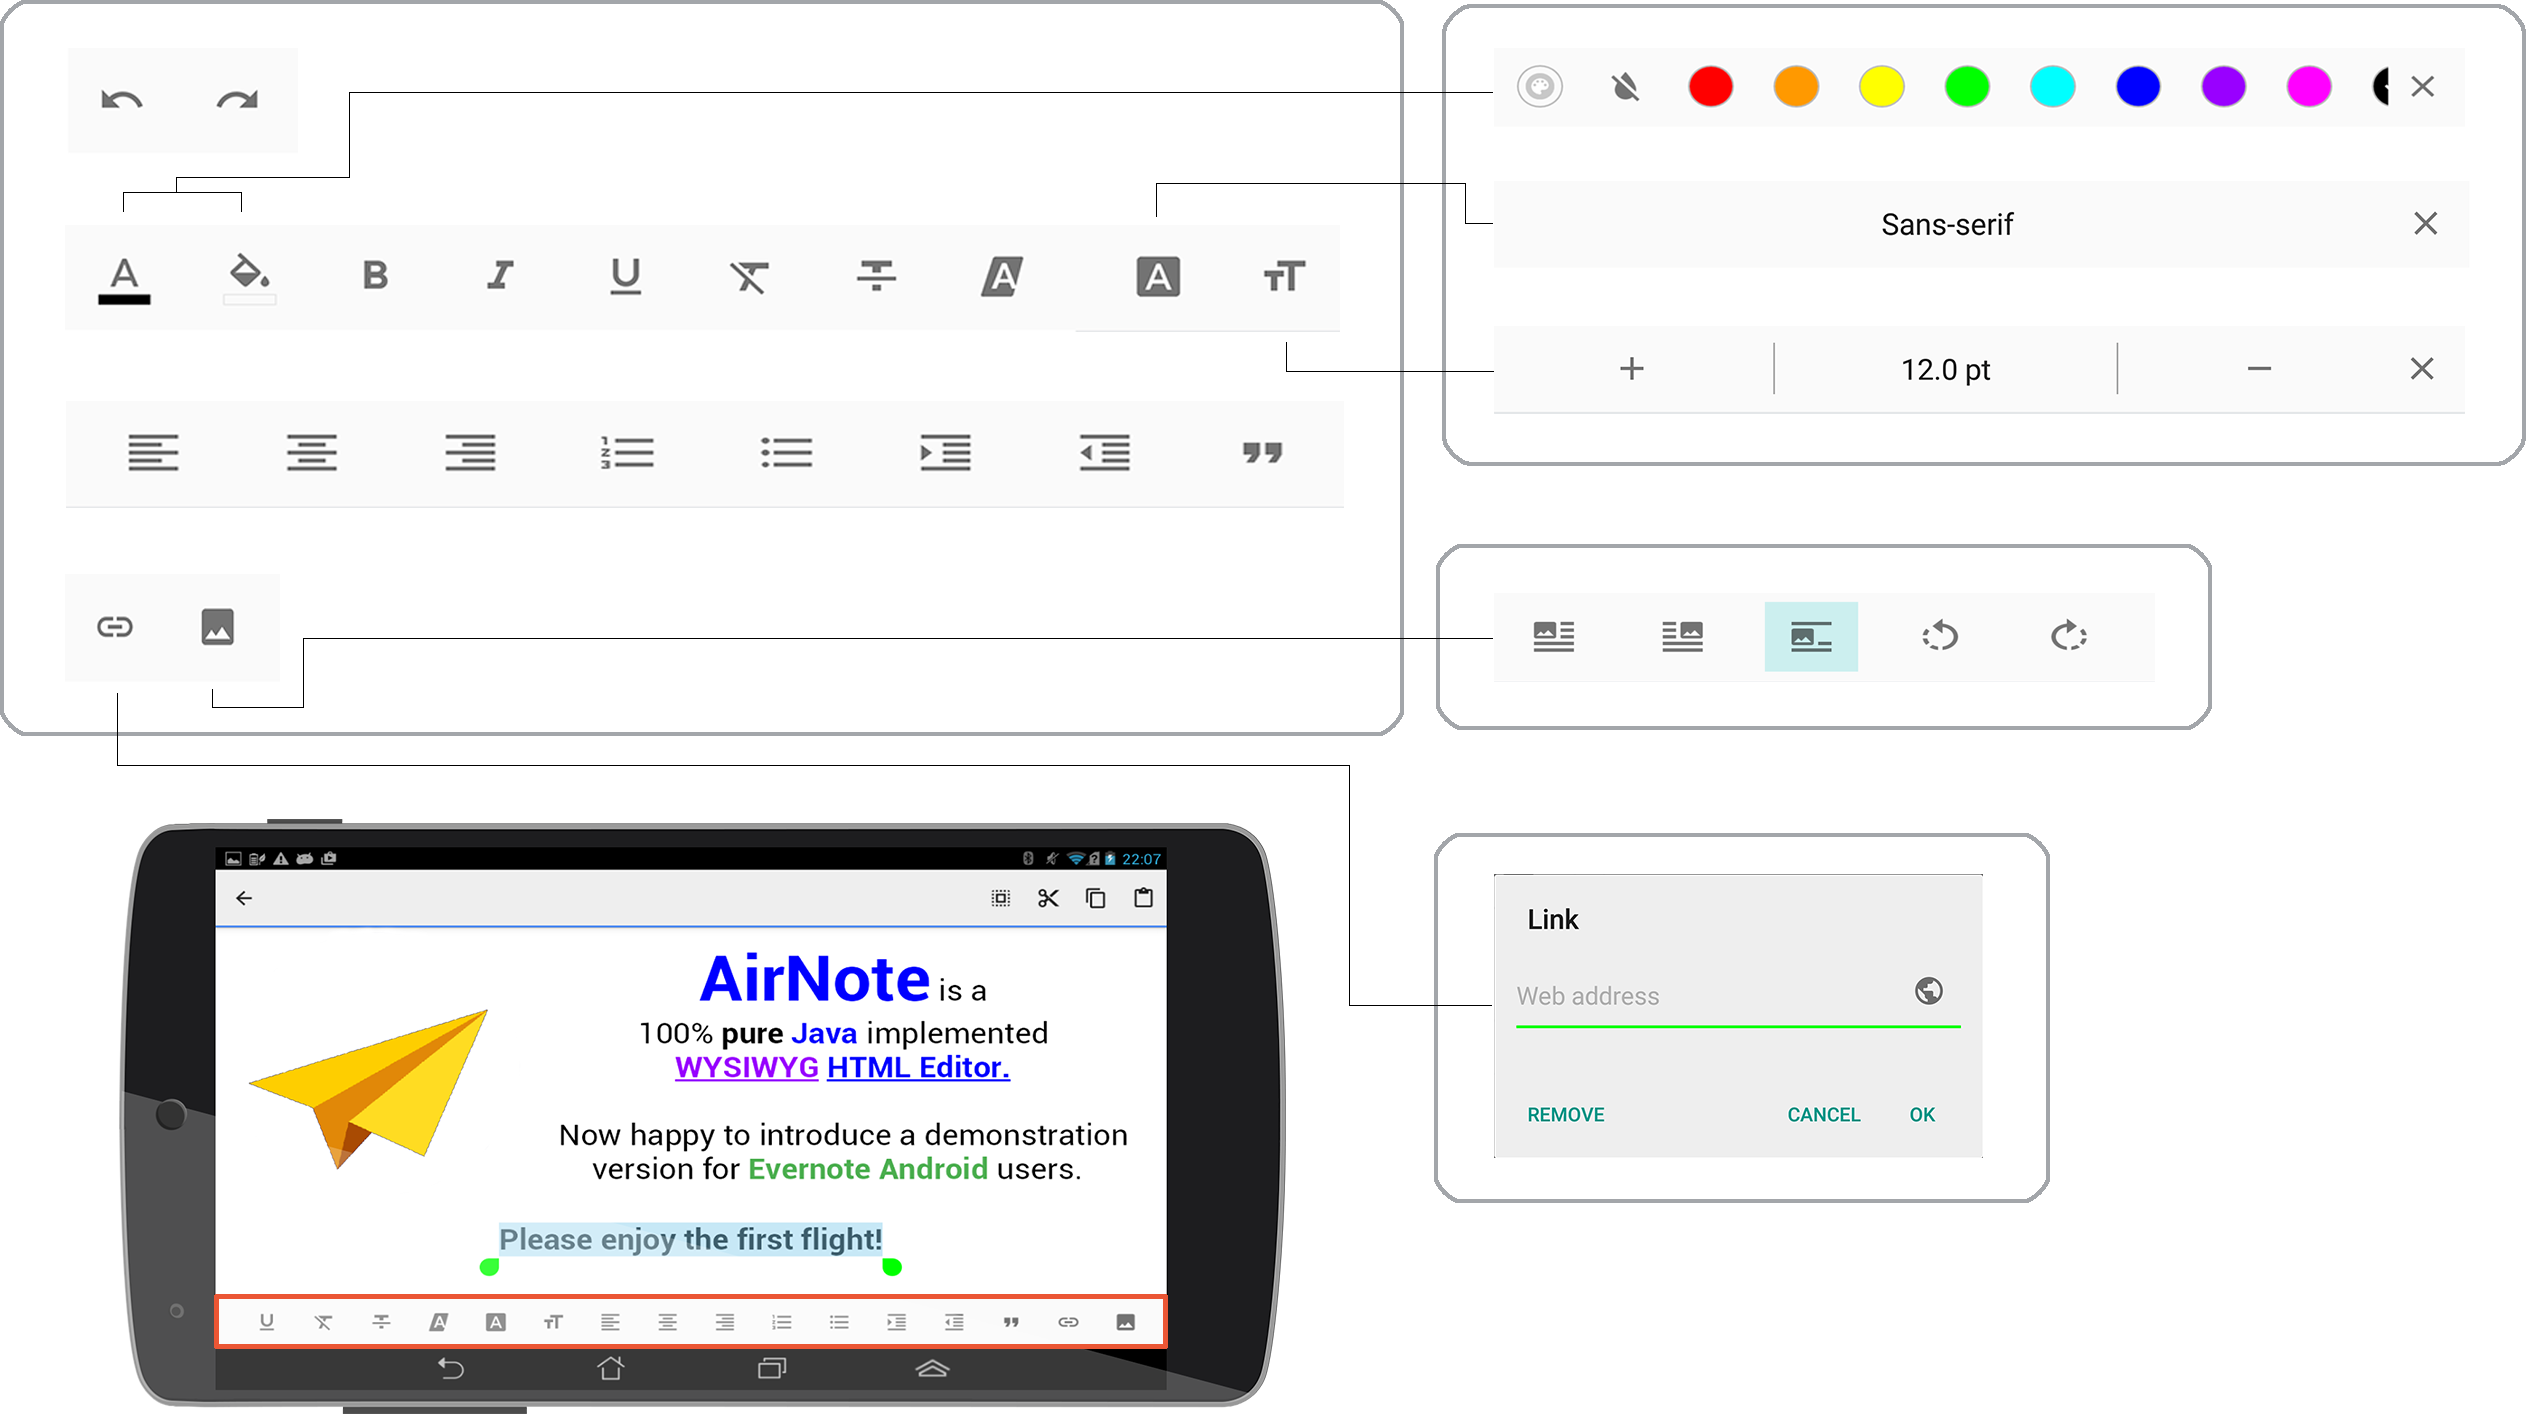 Sans-serif
12.0 pt
22:07
AirNote is a
100% pure Java implemented
WYSIWYG HTML Editor.
Now happy to introduce a demonstration
version for Evernote Android users.
Please enjoy the first flight!
Link
Web address
REMOVE CANCEL OK